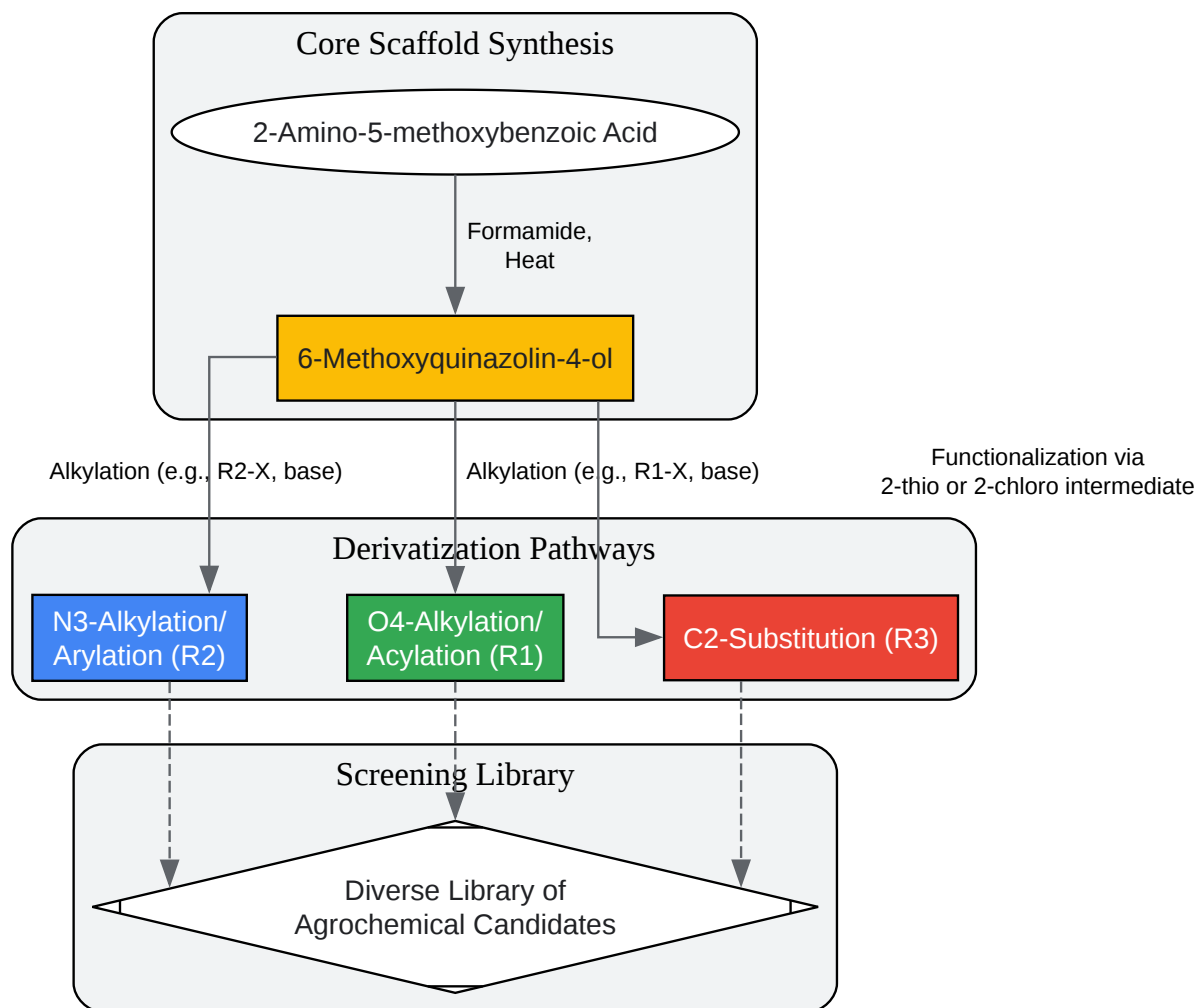 Core Scaffold Synthesis
2-Amino-5-methoxybenzoic Acid
Formamide,
Heat
6-Methoxyquinazolin-4-ol
Alkylation (e.g., R2-X, base)
Alkylation (e.g., R1-X, base)
Functionalization via
2-thio or 2-chloro intermediate
Derivatization Pathways
N3-Alkylation/
Arylation (R2)
O4-Alkylation/
Acylation (R1)
C2-Substitution (R3)
Screening Library
Diverse Library of
Agrochemical Candidates